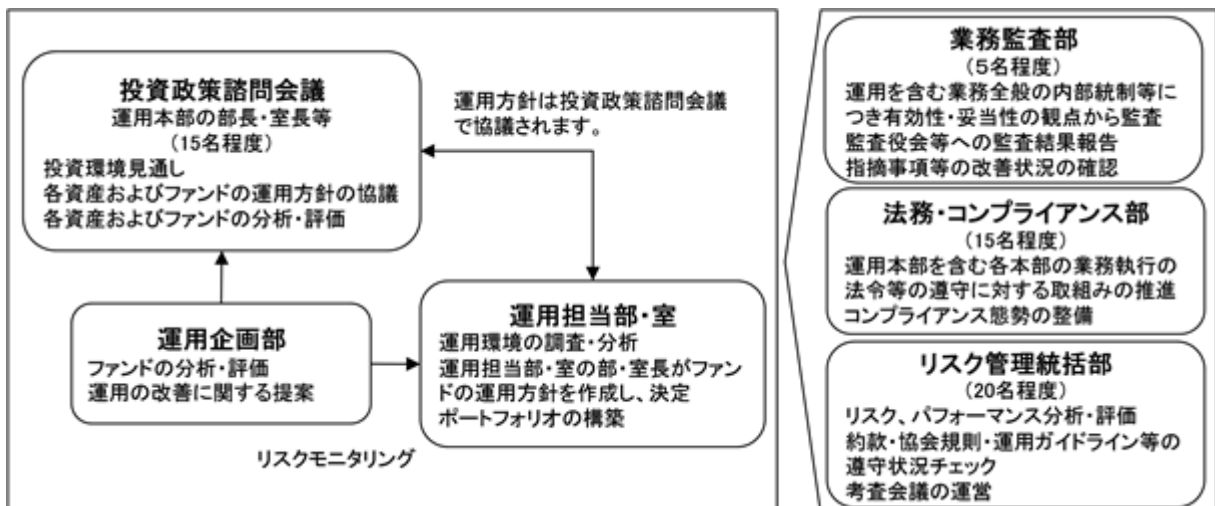 投資政策諮問会議
運用本部の部長・室長等
(15名程度)
投資環境見通し
各資産およびファンドの運用方針の協議
各資産およびファンドの分析・評価
運用方針は投資政策諮問会議
で協議されます。
運用企画部
ファンドの分析・評価
運用の改善に関する提案
運用担当部・室
運用環境の調査・分析
運用担当部・室の部・室長がファン
ドの運用方針を作成し、決定
ポートフォリオの構築
リスクモニタリング
業務監査部
(5名程度)
運用を含む業務全般の内部統制等に
つき有効性・妥当性の観点から監査
監査役会等への監査結果報告
指摘事項等の改善状況の確認
法務・コンプライアンス部
(15名程度)
運用本部を含む各本部の業務執行の
法令等の遵守に対する取組みの推進
コンプライアンス態勢の整備
リスク管理統括部
(20名程度)
リスク、パフォーマンス分析・評価
約款・協会規則・運用ガイドライン等の
遵守状況チェック
考査会議の運営